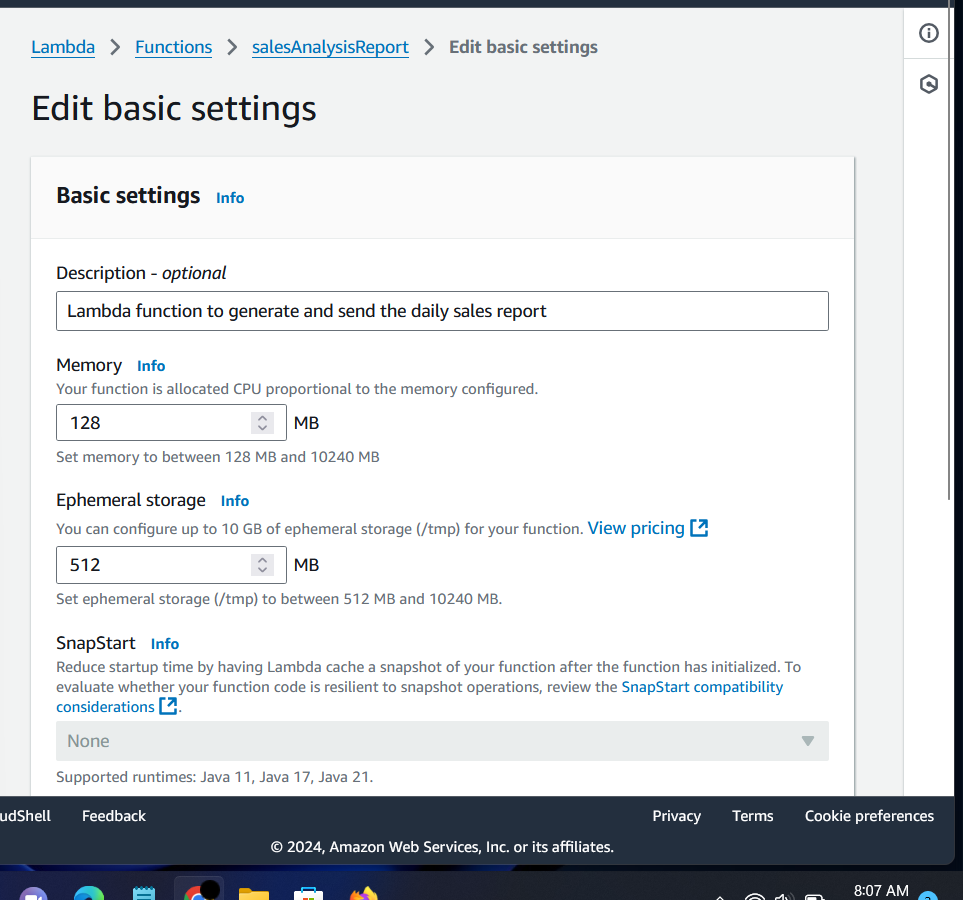 Lambda > Functions > salesAnalysisReport > Edit basic settings
Edit basic settings
Basic settings Info
Description - optional
Lambda function to generate and send the daily sales report
Memory Info
Your function is allocated CPU proportional to the memory configured.
128 MB
Set memory to between 128 MB and 10240 MB
Ephemeral storage Info
You can configure up to 10 GB of ephemeral storage (/tmp) for your function. View pricing
512 MB
Set ephemeral storage (/tmp) to between 512 MB and 10240 MB.
SnapStart Info
Reduce startup time by having Lambda cache a snapshot of your function after the function has initialized. To
evaluate whether your function code is resilient to snapshot operations, review the SnapStart compatibility
considerations.
None
Supported runtimes: Java 11, Java 17, Java 21.
udShell Feedback Privacy Terms Cookie preferences
© 2024, Amazon Web Services, Inc. or its affiliates.
8:07 AM